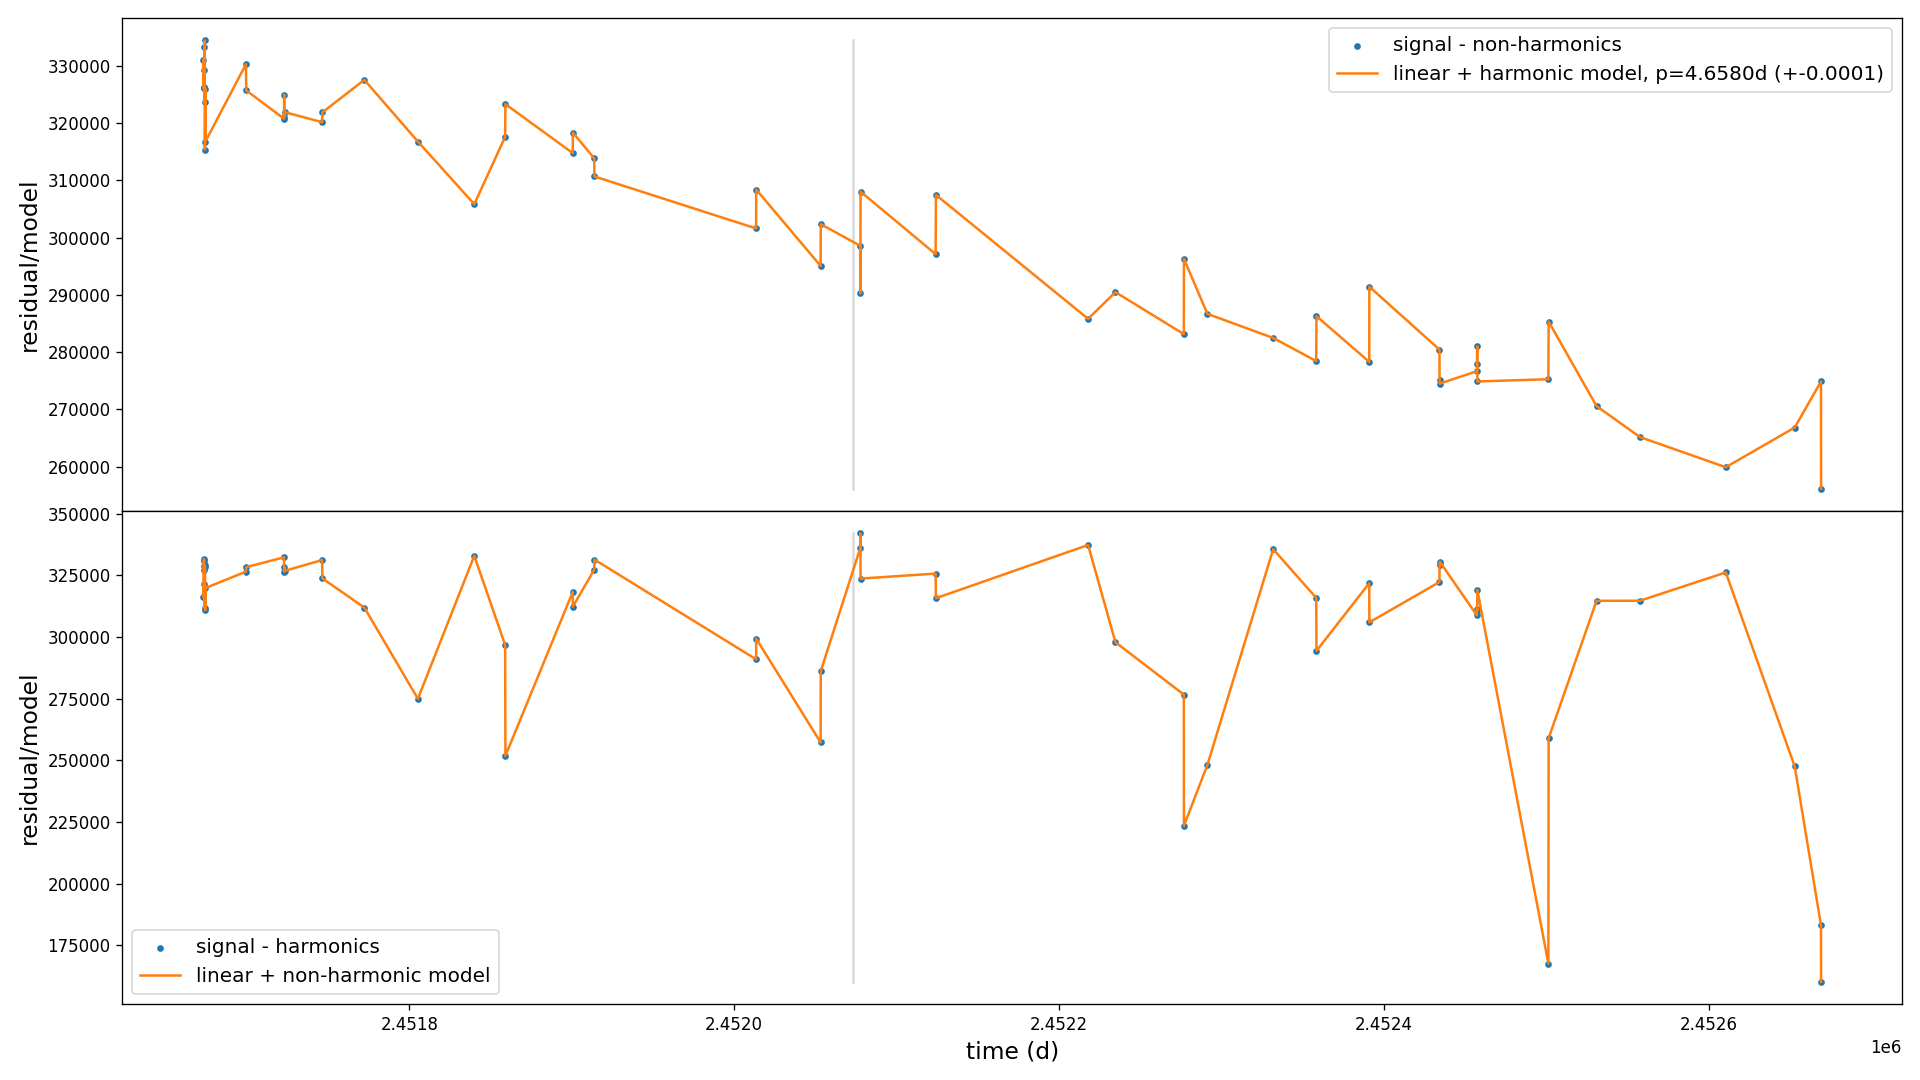 signal - non-harmonics
linear + harmonic model, p=4.6580d (+-0.0001)
330000
320000
310000
300000
290000
280000
270000
260000
residual/model
350000
325000
300000
275000
250000
225000
200000
175000
residual/model
signal - harmonics
linear + non-harmonic model
2.4518 2.4520 2.4522 2.4524 2.4526
1e6
time (d)